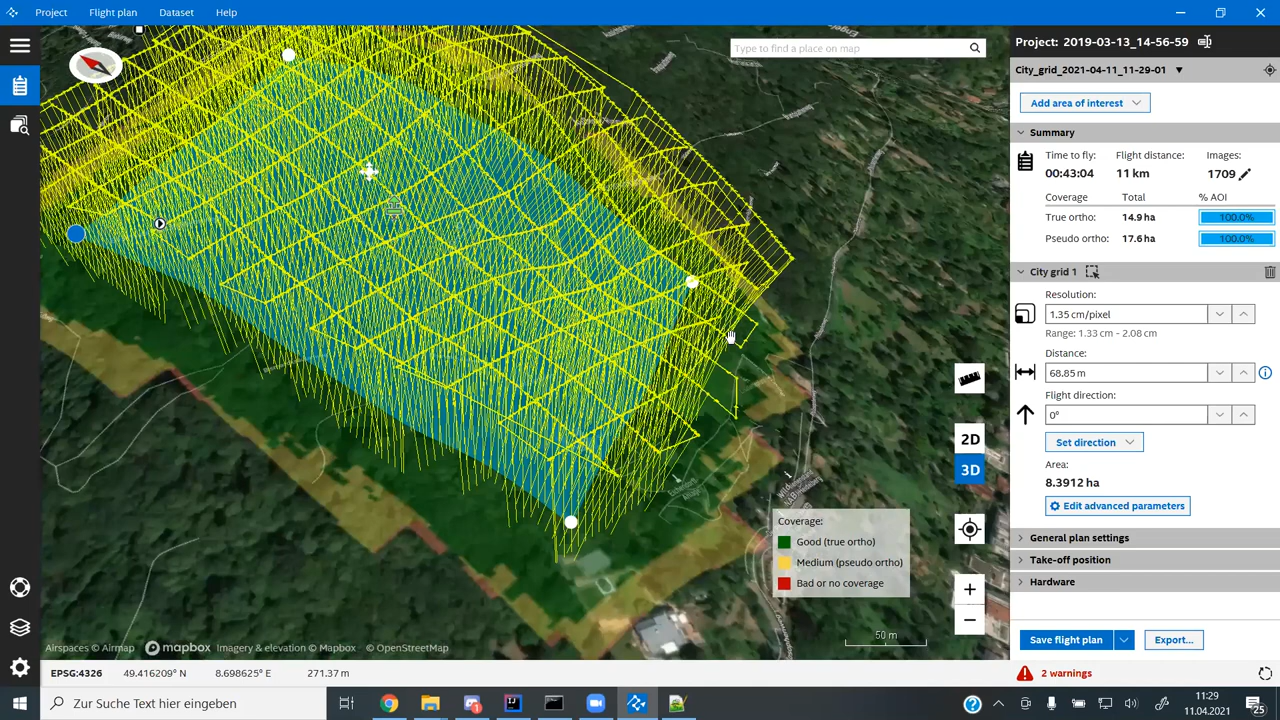 Project Flight plan Dataset Help
Type to find a place on map
Project: 2019-03-13_14-56-59
City_grid_2021-04-11_11-29-01
Add area of interest
Summary
Time to fly: Flight distance: Images:
00:43:04 11 km 1709
Coverage Total % AOI
True ortho: 14.9 ha 100.0%
Pseudo ortho: 17.6 ha 100.0%
City grid 1
Resolution:
1.35 cm/pixel
Range: 1.33 cm - 2.08 cm
Distance:
68.85 m
Flight direction:
0°
Set direction
Area:
8.3912 ha
Edit advanced parameters
General plan settings
Take-off position
Hardware
Save flight plan Export...
2 warnings
2D
3D
Coverage:
Good (true ortho)
Medium (pseudo ortho)
Bad or no coverage
50 m
Airspaces © Airmap mapbox Imagery & elevation © Mapbox © OpenStreetMap
EPSG:4326 49.416209° N 8.698625° E 271.37 m
Zur Suche Text hier eingeben
11:29
11.04.2021
25